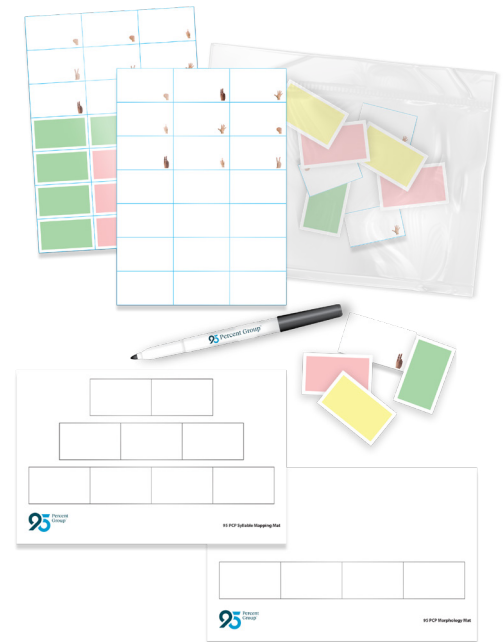 95 Percent Group
95 Percent
Group
95 PCP Syllable Mapping Mat
95 Percent
Group
95 PCP Morphology Mat